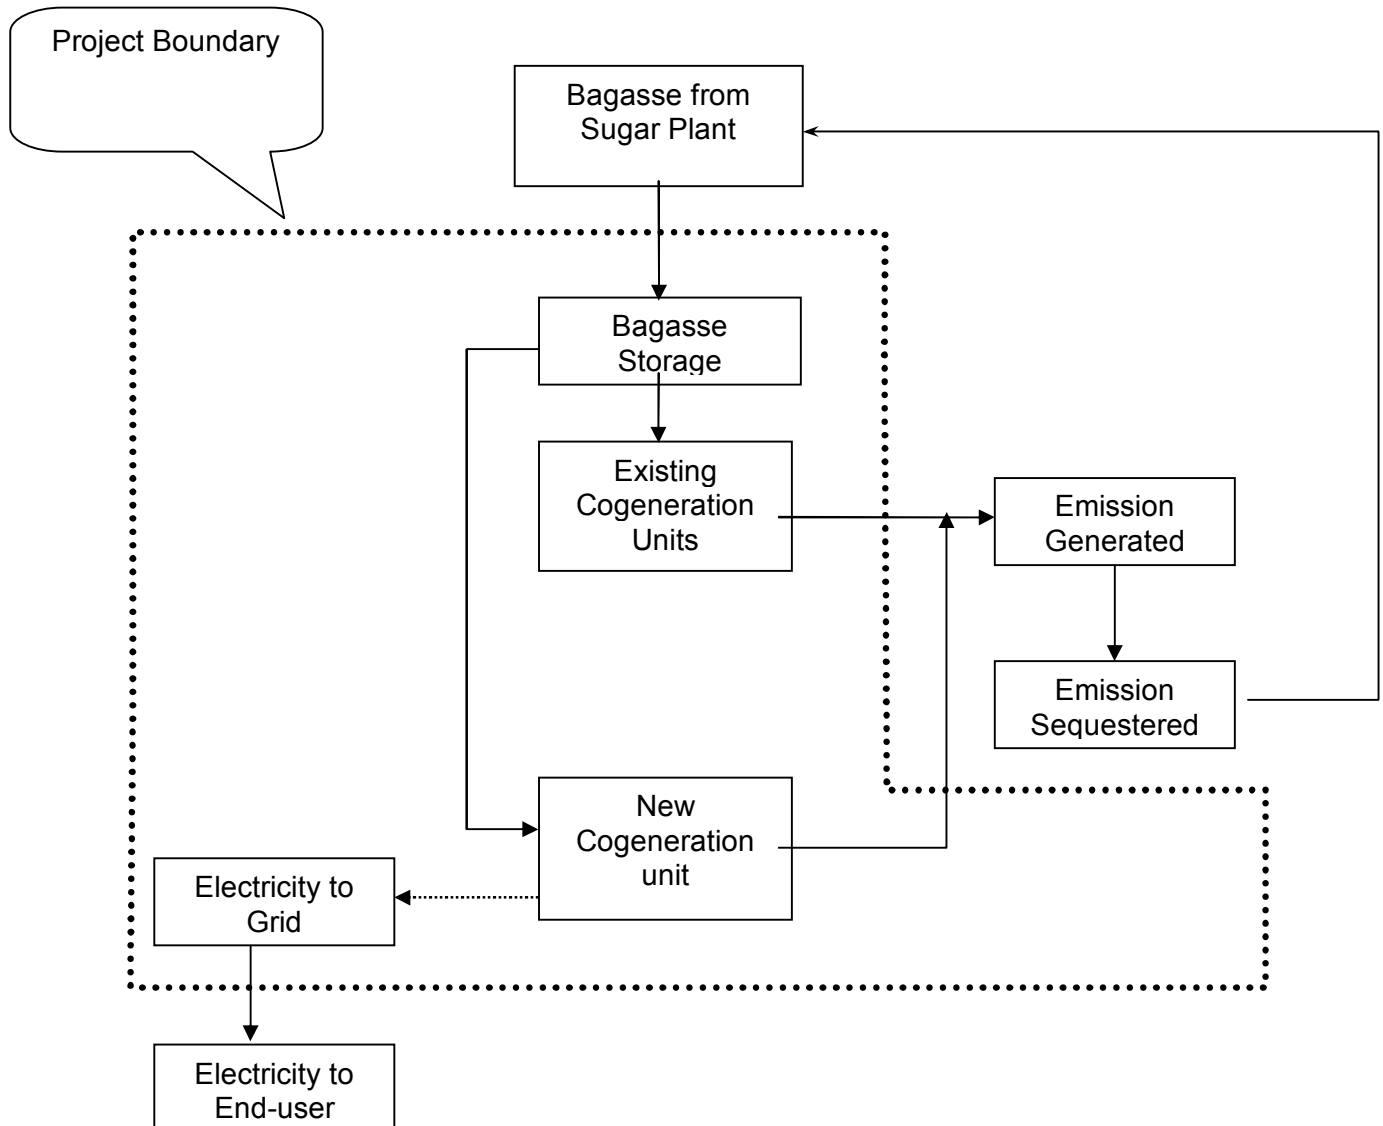 Project Boundary
Bagasse from
Sugar Plant
Bagasse
Storage
Existing
Cogeneration
Units
Emission
Generated
Emission
Sequestered
New
Cogeneration
unit
Electricity to
Grid
Electricity to
End-user